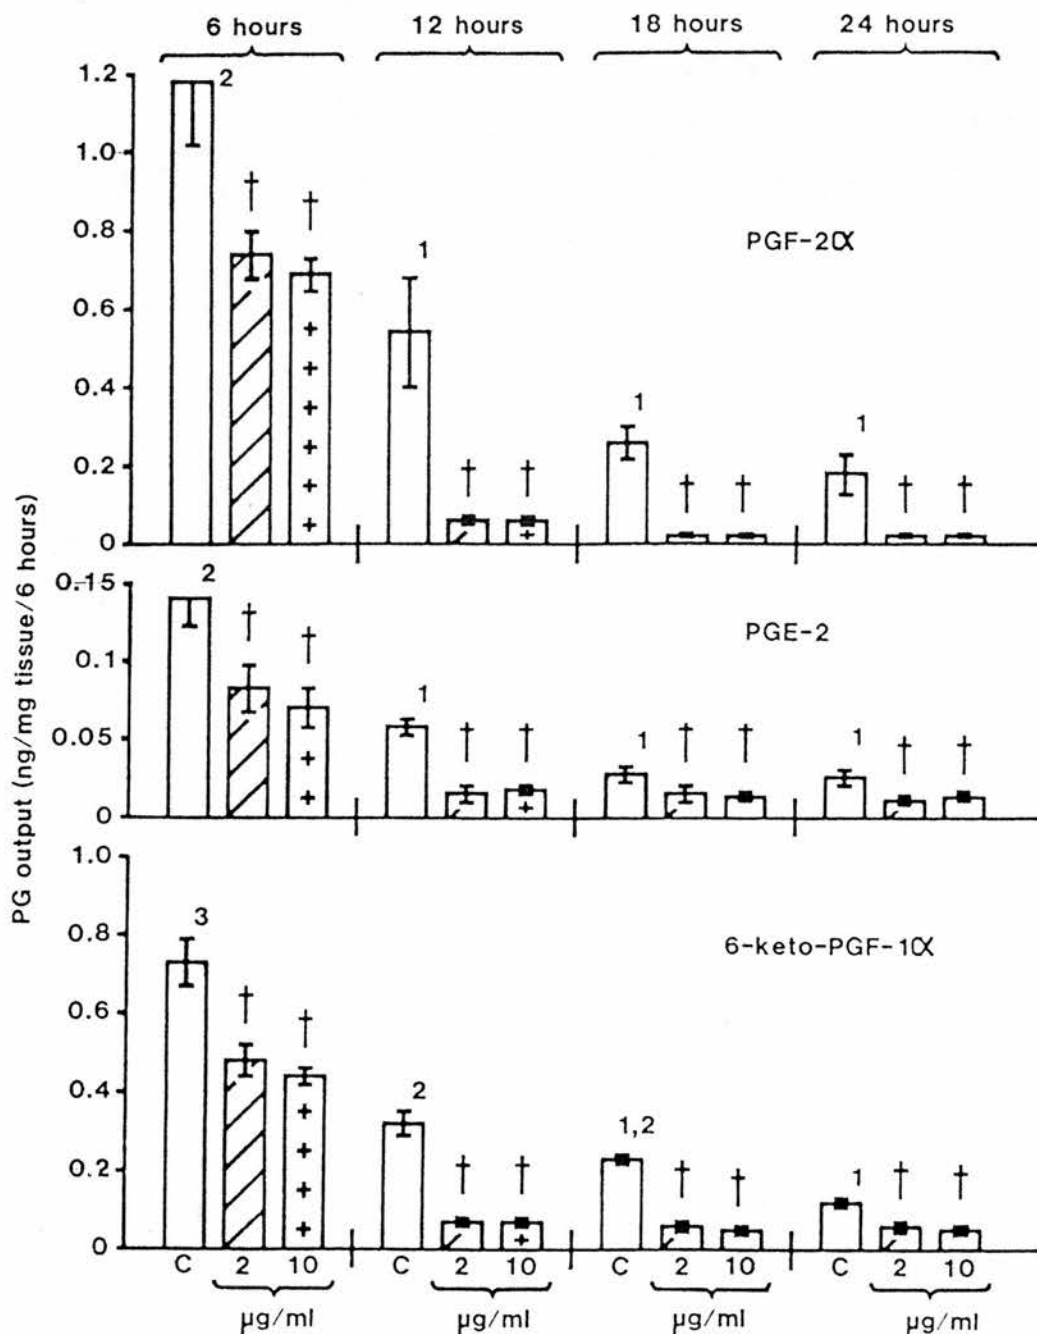 6 hours 12 hours 18 hours 24 hours
PG output (ng/mg tissue/6 hours)
1.2
1.0
0.8
0.6
0.4
0.2
0
2 † † 1 † † 1 † † 1 † †
PGF-2α
0.15
0.1
0.05
0
2 † † 1 † † 1 † † 1 † †
PGE-2
1.0
0.8
0.6
0.4
0.2
0
3 † † 2 † † 1,2 † † 1 † †
6-keto-PGF-1α
C 2 10 C 2 10 C 2 10 C 2 10
µg/ml µg/ml µg/ml µg/ml